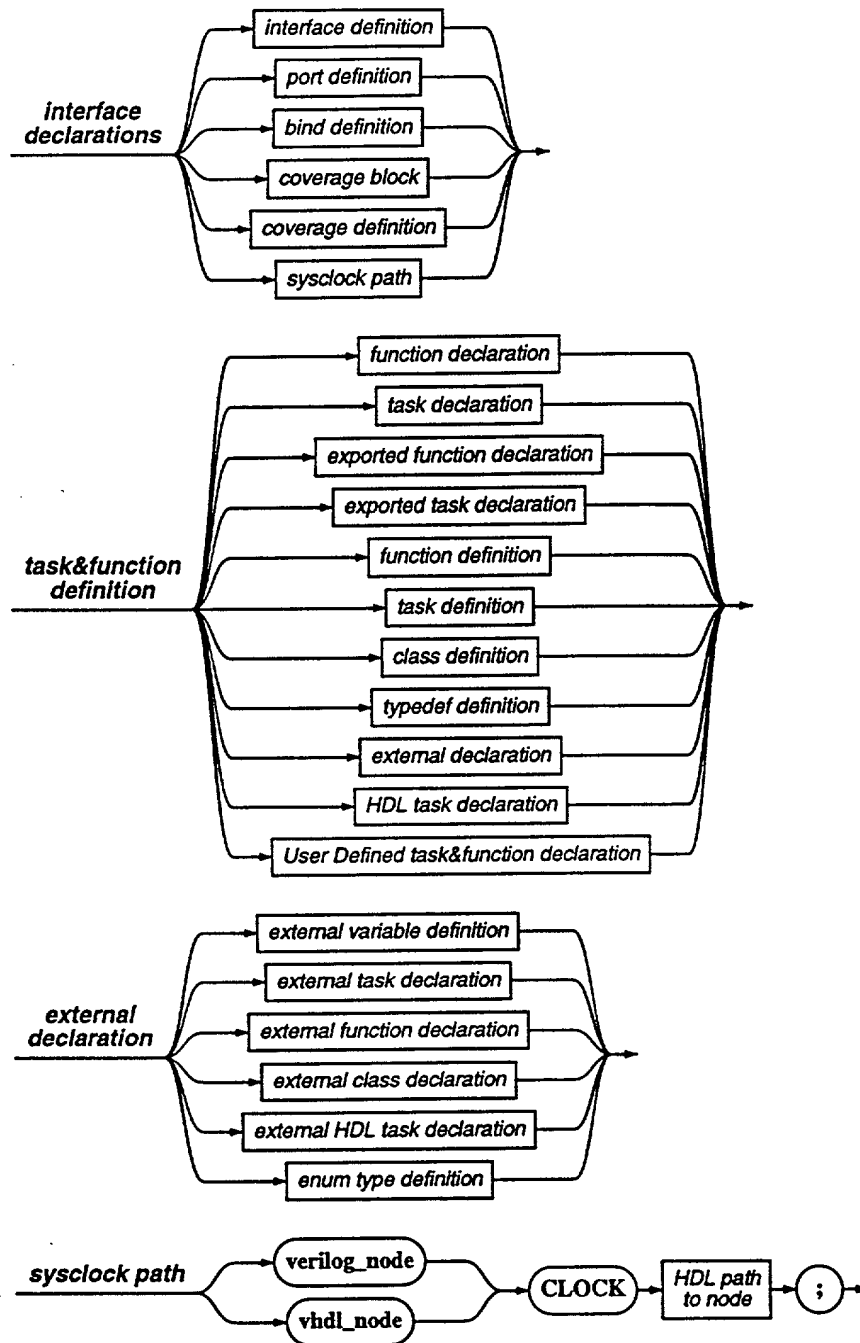 interface definition
port definition
interface
declarations
bind definition
coverage block
coverage definition
sysclock path
function declaration
task declaration
exported function declaration
exported task declaration
task&function
definition
function definition
task definition
class definition
typedef definition
external declaration
HDL task declaration
User Defined task&function declaration
external variable definition
external task declaration
external
declaration
external function declaration
external class declaration
external HDL task declaration
enum type definition
sysclock path
verilog_node
vhdl_node
CLOCK
HDL path
to node
;